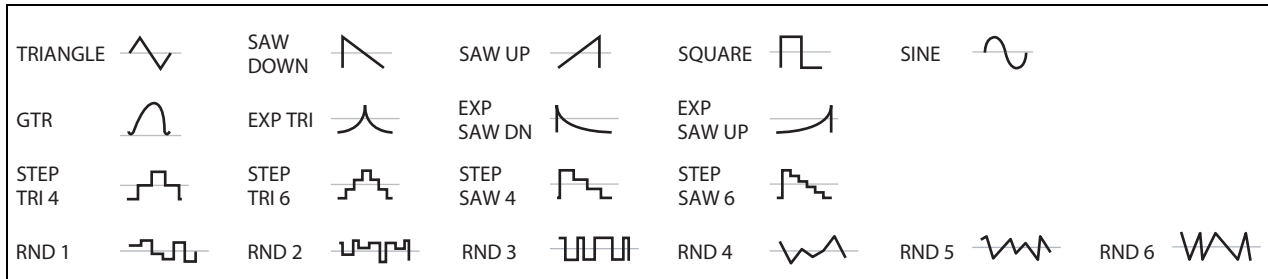 TRIANGLE
SAW
DOWN
SAW UP
SQUARE
SINE
GTR
EXP TRI
EXP
SAW DN
EXP
SAW UP
STEP
TRI 4
STEP
TRI 6
STEP
SAW 4
STEP
SAW 6
RND 1
RND 2
RND 3
RND 4
RND 5
RND 6